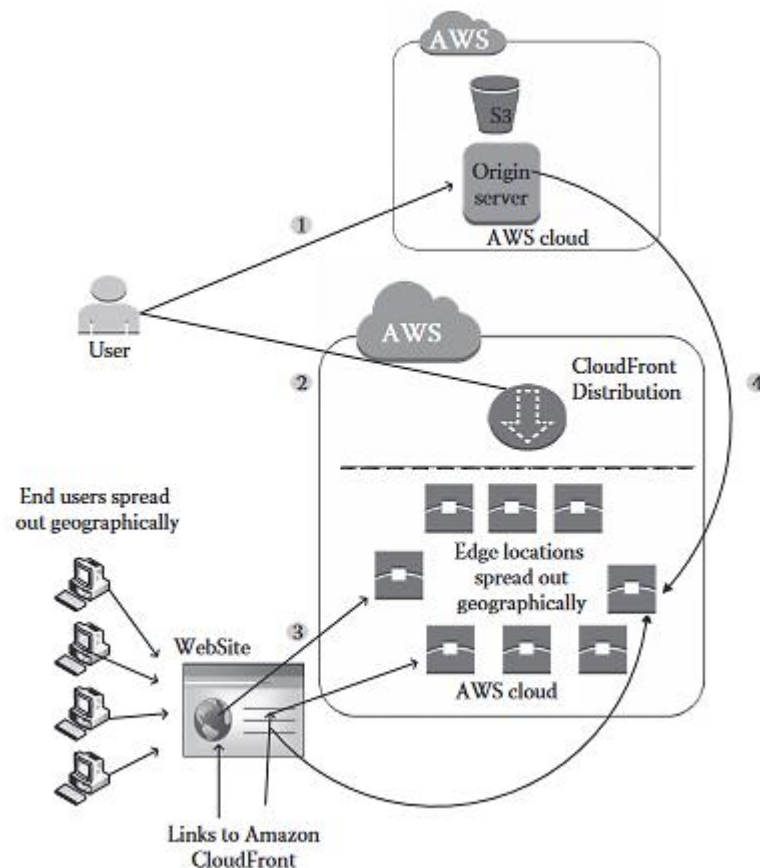 AWS
S3
Origin
server
AWS cloud
1
User
AWS
2
CloudFront
Distribution
4
End users spread
out geographically
Edge locations
spread out
geographically
3
WebSite
AWS cloud
Links to Amazon
CloudFront